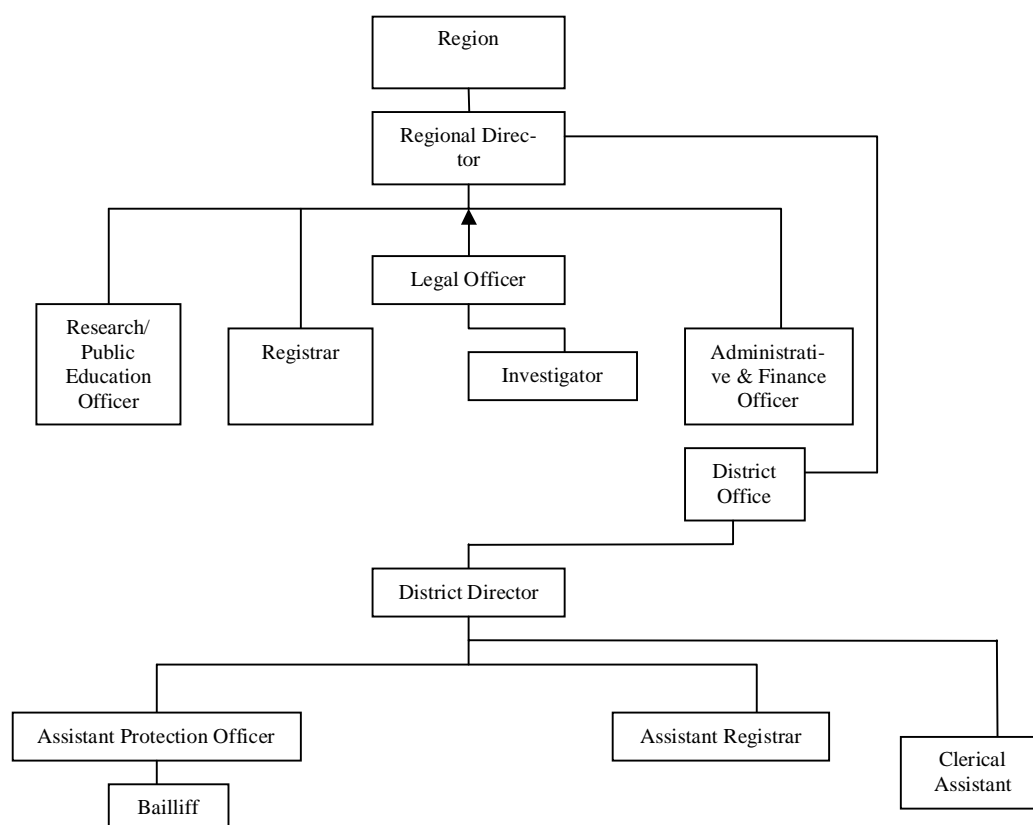 Region
Regional Direc-
tor
Legal Officer
Research/
Public
Education
Officer
Registrar
Investigator
Administrati-
ve & Finance
Officer
District
Office
District Director
Assistant Protection Officer
Assistant Registrar
Clerical
Assistant
Bailliff